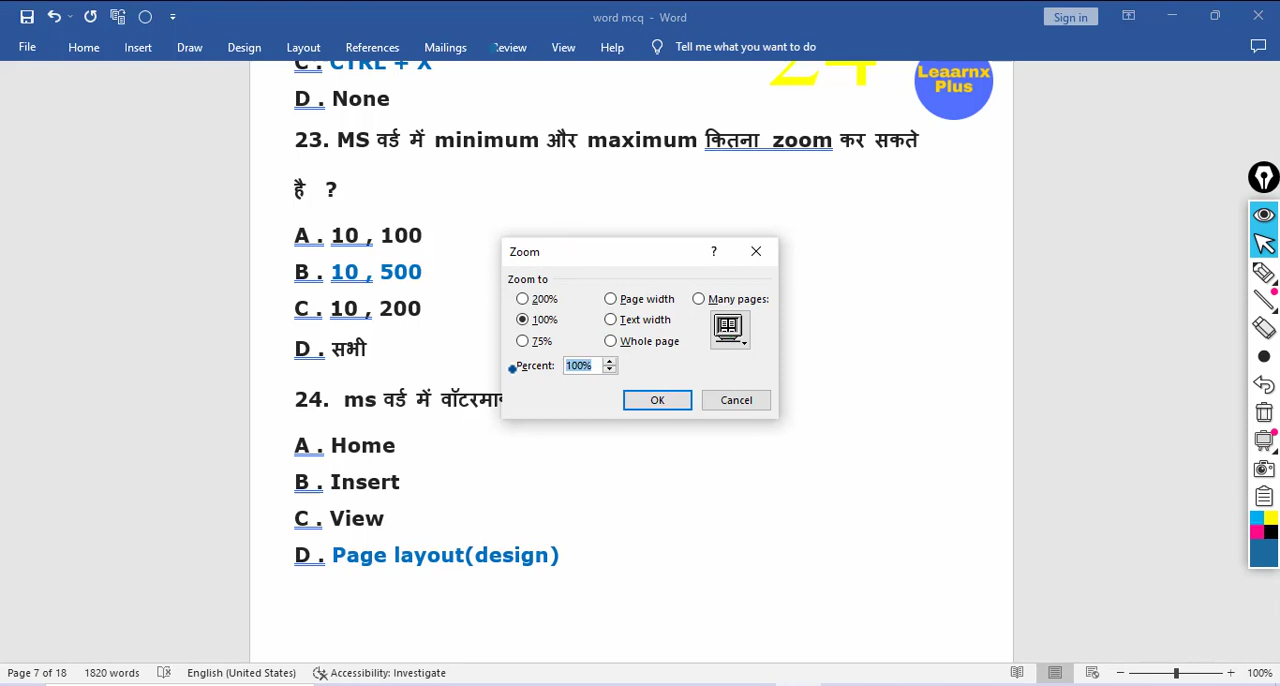 word mcq - Word
Sign in
File Home Insert Draw Design Layout References Mailings Review View Help Tell me what you want to do
C . CTRL + X
24
Leaarnx
Plus
D . None
23. MS वर्ड में minimum और maximum कितना zoom कर सकते
है ?
A . 10 , 100
B . 10 , 500
C . 10 , 200
D . सभी
24. ms वर्ड में
A . Home
B . Insert
C . View
D . Page layout(design)
Zoom ?
Zoom to
200% Page width Many pages:
100% Text width
75% Whole page
Percent: 100%
OK Cancel
Page 7 of 18 1820 words English (United States) Accessibility: Investigate 100%